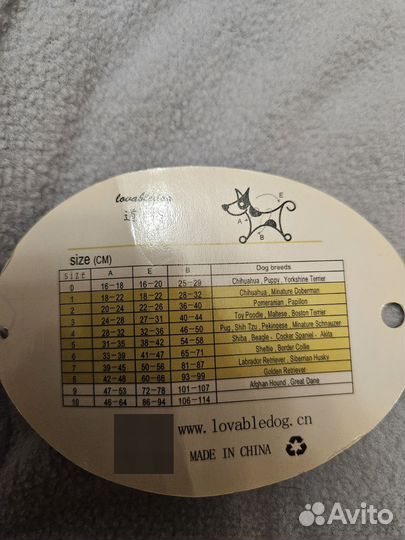 lovabledog
E
A
B
size (CM)
size A E B Dog breeds
0 16-18 16-20 25-29 Chihuahua , Puppy , Yorkshire Terrier
1 18-22 18-22 28-32 Chihuahua , Minature Doberman
2 20-24 22-26 36-40 Pomeranian , Papilon
3 24-28 27-31 40-44 Toy Poodle , Maltese , Boston Terrier
4 28-32 32-36 46-50 Pug , Shih Tzu , Pekingese , Minature Schnauzer
5 31-35 38-42 54-58 Shiba , Beagle , Cocker Spaniel , Akita
6 33-39 41-47 65-71 Sheltie , Border Collie
7 39-45 50-56 81-87 Labrador Retriever , Siberman Husky
8 42-48 60-66 93-99 Golden Retriever
9 47-53 72-78 101-107 Afghan Hound , Great Dane
10 46-64 86-94 106-114
www.lovabledog.cn
MADE IN CHINA
Avito